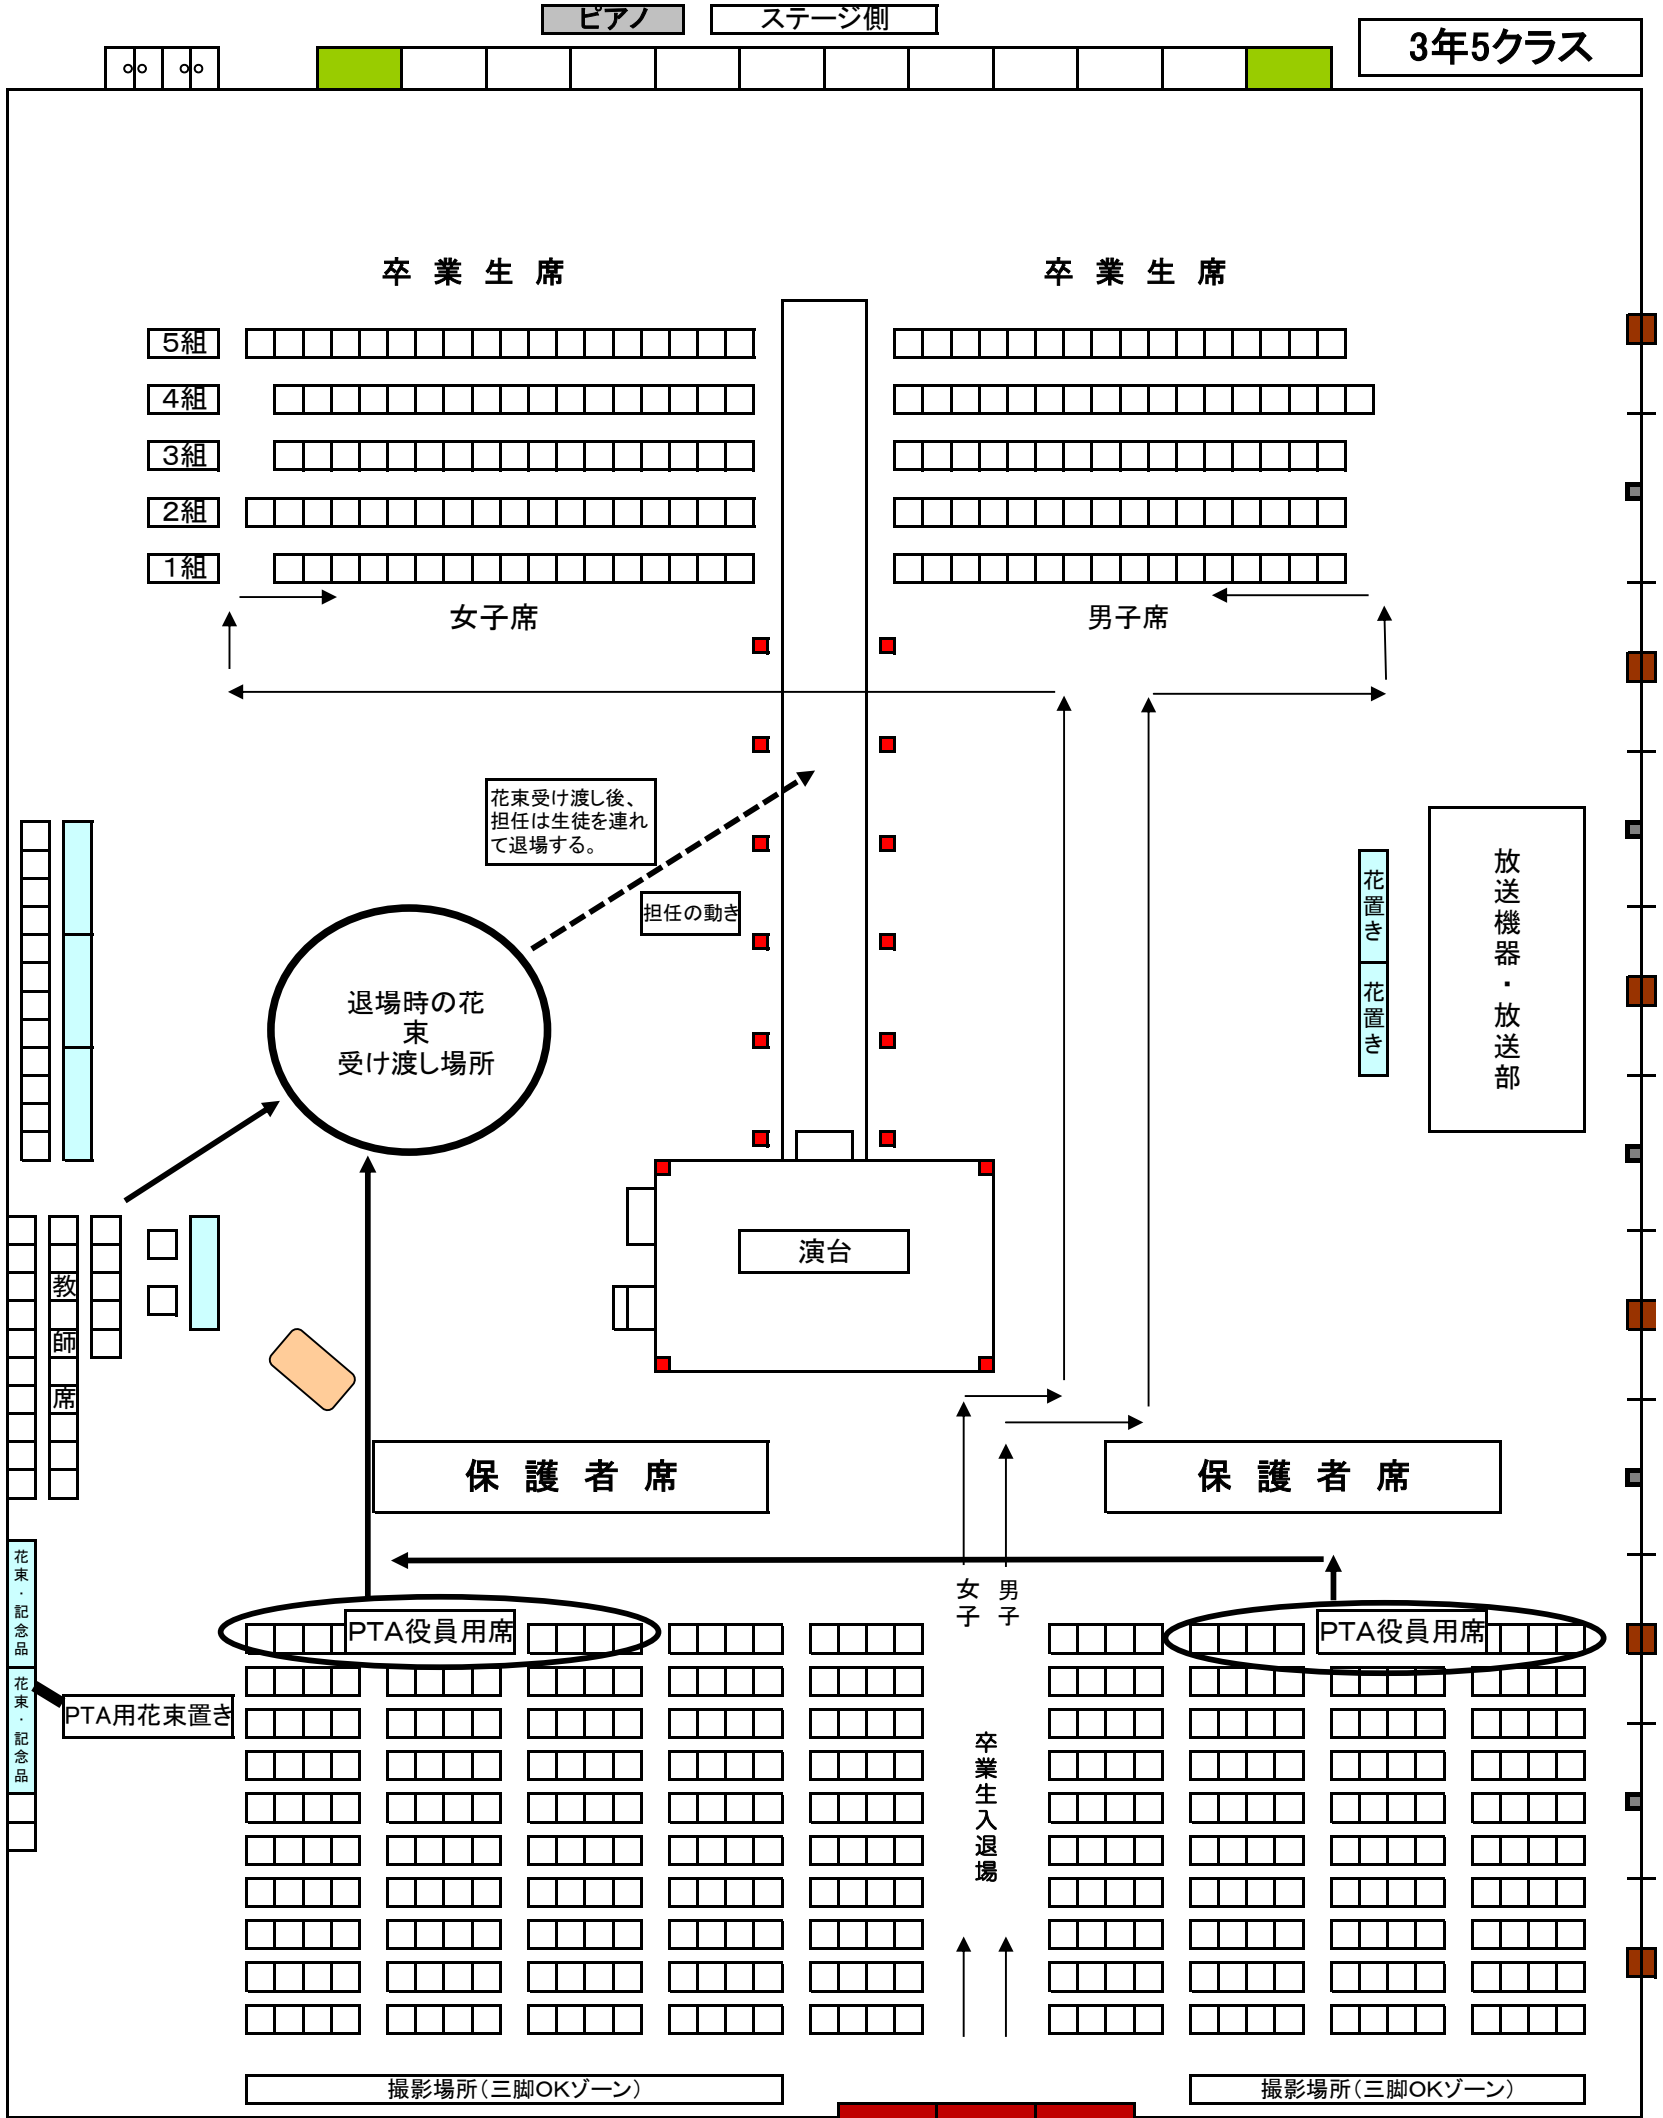 ピアノ
ステージ側
3年5クラス
卒業生席
卒業生席
5組
4組
3組
2組
1組
女子席
男子席
花束受け渡し後、
担任は生徒を連れ
て退場する。
担任の動き
退場時の花
束
受け渡し場所
花置き
花置き
放送機器・放送部
演台
教師席
保護者席
保護者席
花束・記念品
花束・記念品
女子
男子
PTA役員用席
PTA役員用席
PTA用花束置き
卒業生入退場
撮影場所(三脚OKゾーン)
撮影場所(三脚OKゾーン)